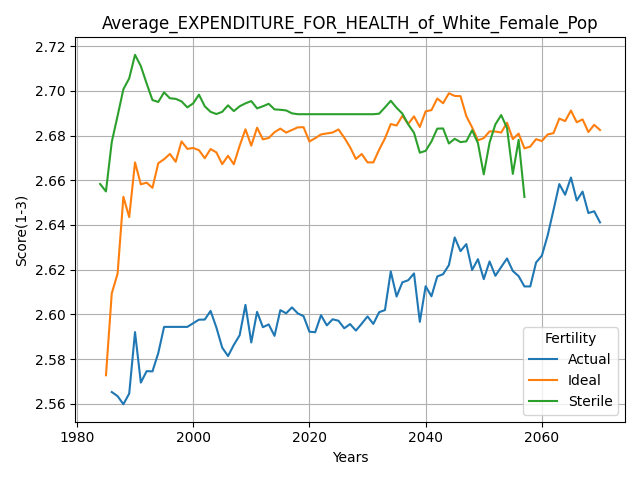 Average_EXPENDITURE_FOR_HEALTH_of_White_Female_Pop
2.72
2.70
2.68
2.66
2.64
2.62
2.60
2.58
2.56
Score(1-3)
1980
2000
2020
2040
2060
Years
Fertility
Actual
Ideal
Sterile